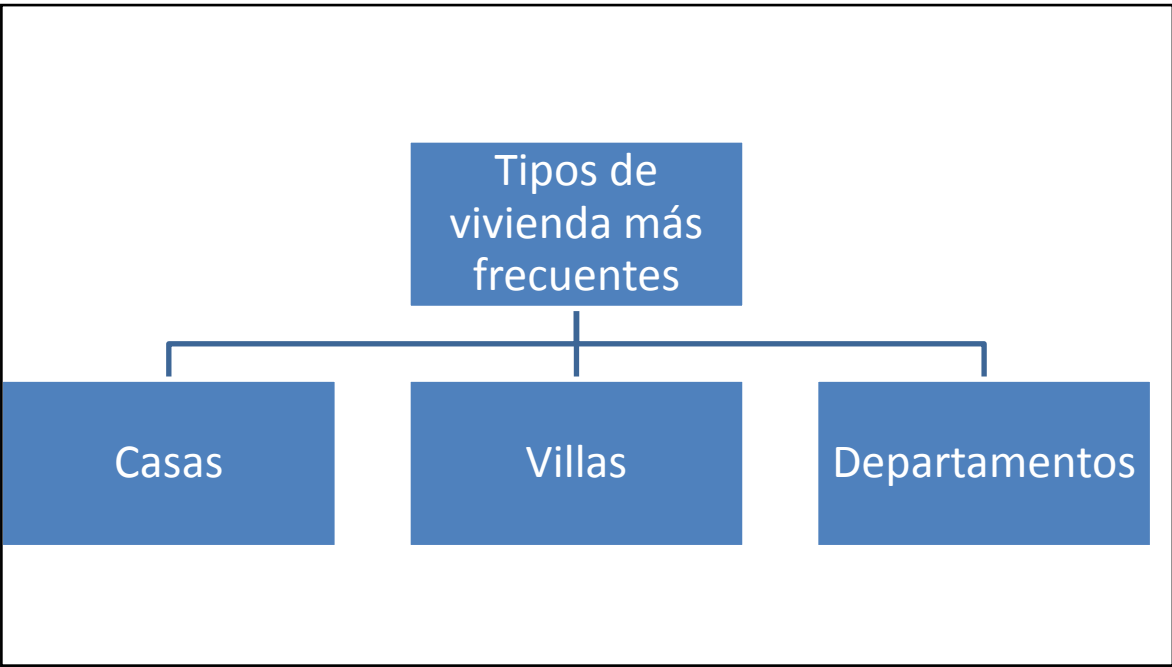 Tipos de
vivienda más
frecuentes
Casas
Villas
Departamentos